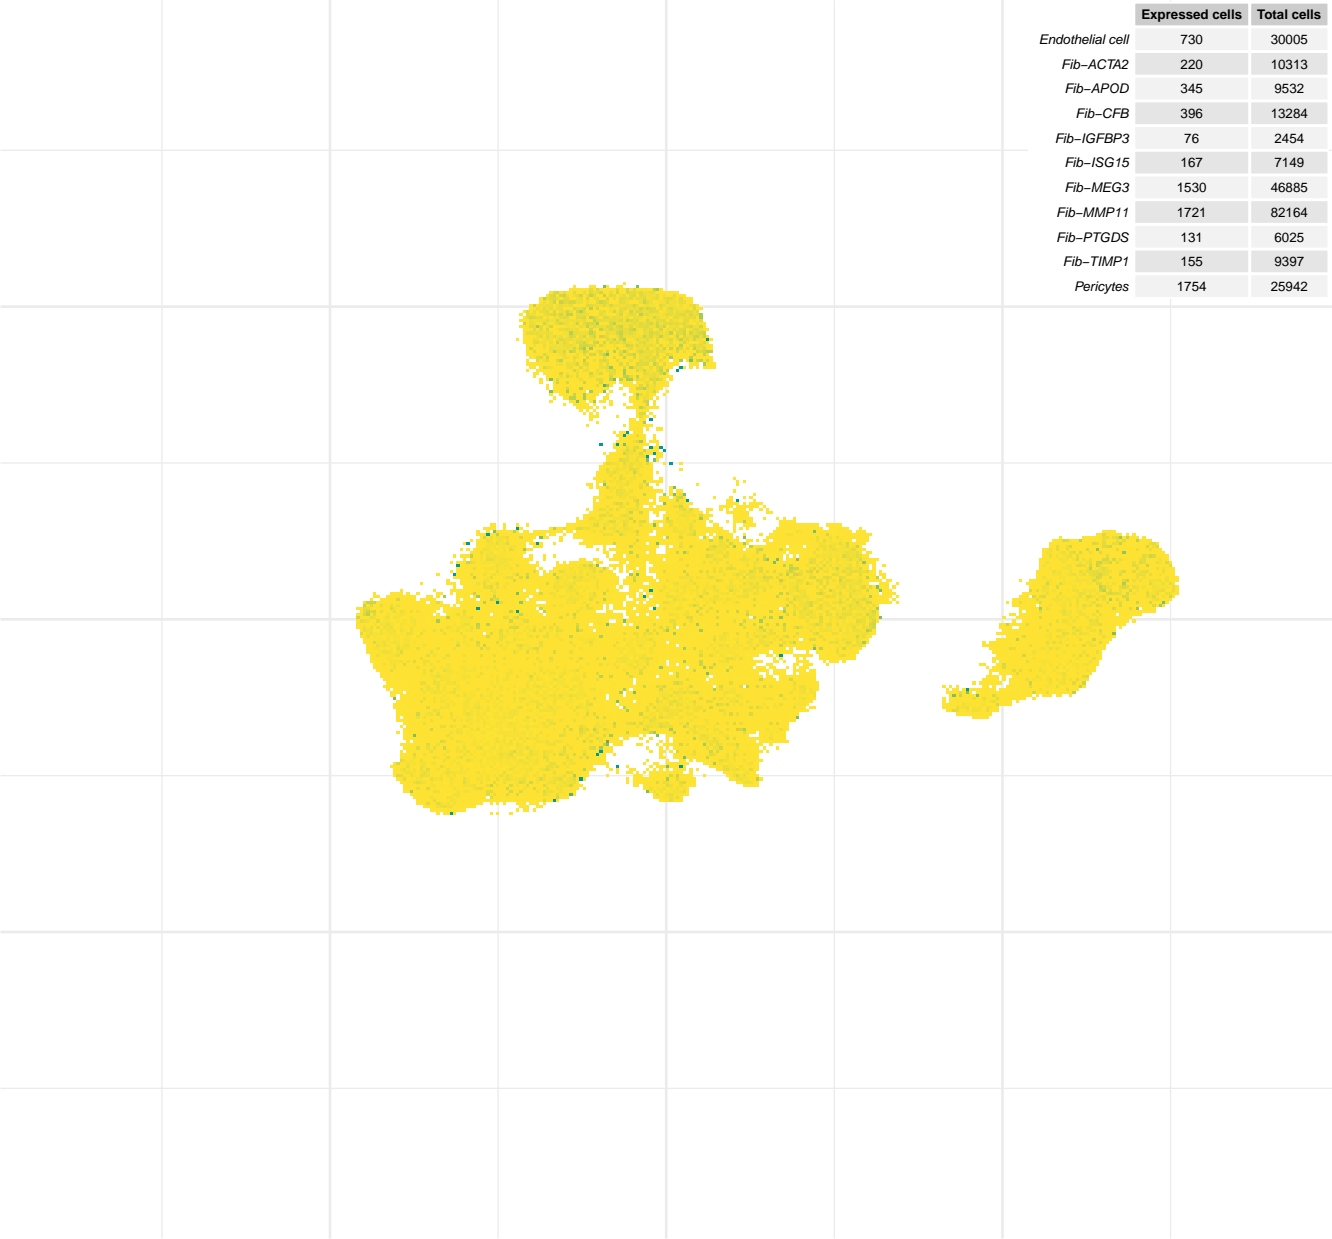 Expressed cells Total cells
Endothelial cell 730 30005
Fib−ACTA2 220 10313
Fib−APOD 345 9532
Fib−CFB 396 13284
Fib−IGFBP3 76 2454
Fib−ISG15 167 7149
Fib−MEG3 1530 46885
Fib−MMP11 1721 82164
Fib−PTGDS 131 6025
Fib−TIMP1 155 9397
Pericytes 1754 25942